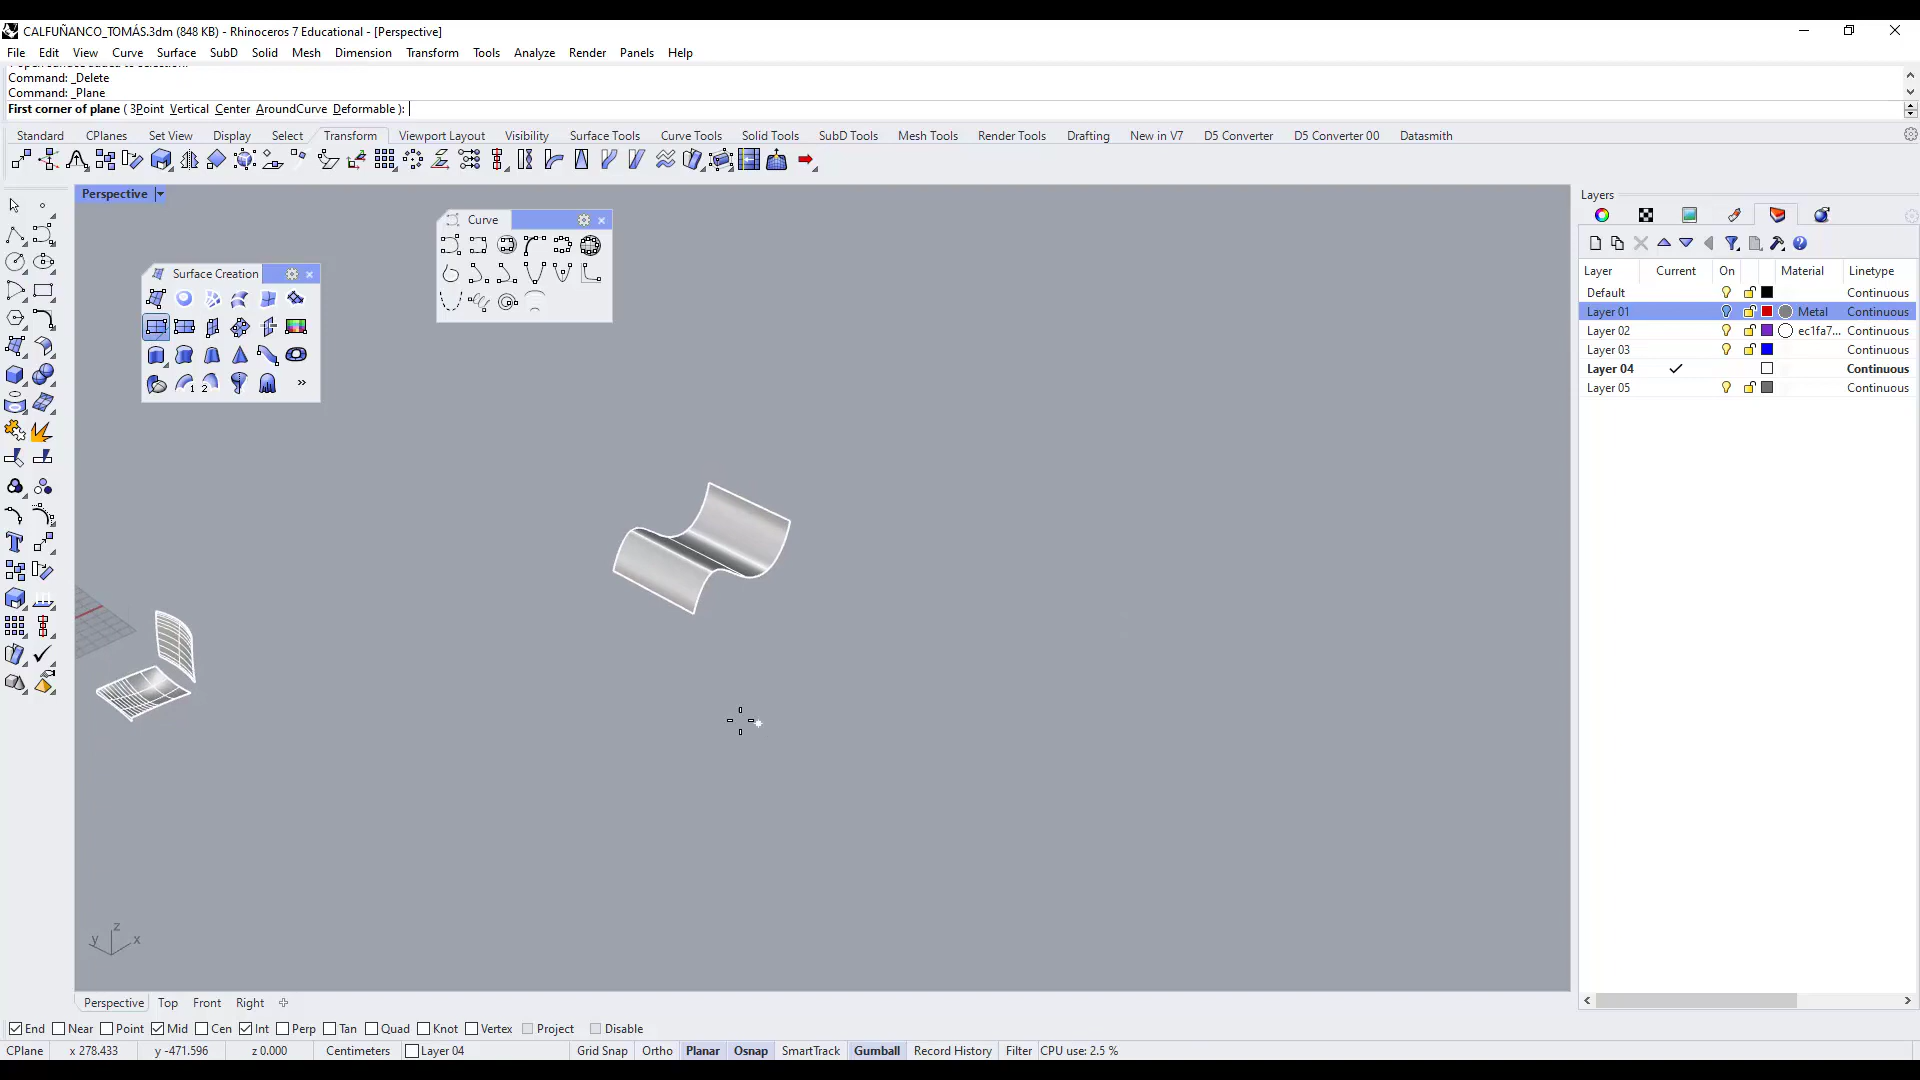 CALFUÑANCO_TOMÁS.3dm (848 KB) - Rhinoceros 7 Educational - [Perspective]
File Edit View Curve Surface SubD Solid Mesh Dimension Transform Tools Analyze Render Panels Help
Command: _Delete
Command: _Plane
First corner of plane ( 3Point Vertical Center AroundCurve Deformable ):
Standard CPlanes Set View Display Select Transform Viewport Layout Visibility Surface Tools Curve Tools Solid Tools SubD Tools Mesh Tools Render Tools Drafting New in V7 D5 Converter D5 Converter 00 Datasmith
Perspective
Curve
Surface Creation
1 2 »
Layers
Layer Current On Material Linetype
Default Continuous
Layer 01 Metal Continuous
Layer 02 ec1fa7... Continuous
Layer 03 Continuous
Layer 04 Continuous
Layer 05 Continuous
z
y x
Perspective Top Front Right
End Near Point Mid Cen Int Perp Tan Quad Knot Vertex Project Disable
CPlane x 278.433 y -471.596 z 0.000 Centimeters Layer 04 Grid Snap Ortho Planar Osnap SmartTrack Gumball Record History Filter CPU use: 2.5 %